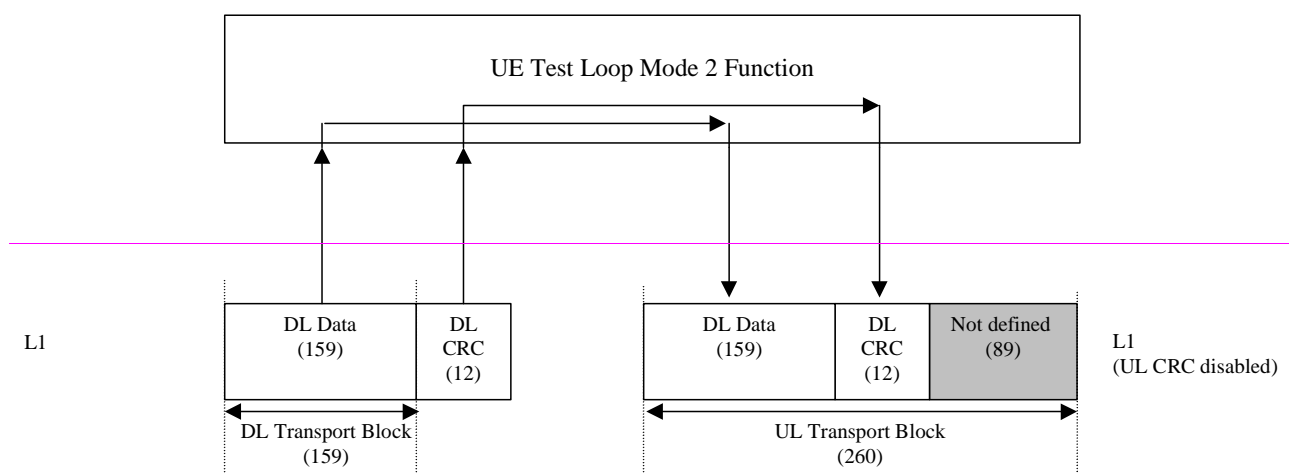 UE Test Loop Mode 2 Function
L1
DL Data
(159)
DL
CRC
(12)
DL Transport Block
(159)
DL Data
(159)
DL
CRC
(12)
Not defined
(89)
UL Transport Block
(260)
L1
(UL CRC disabled)